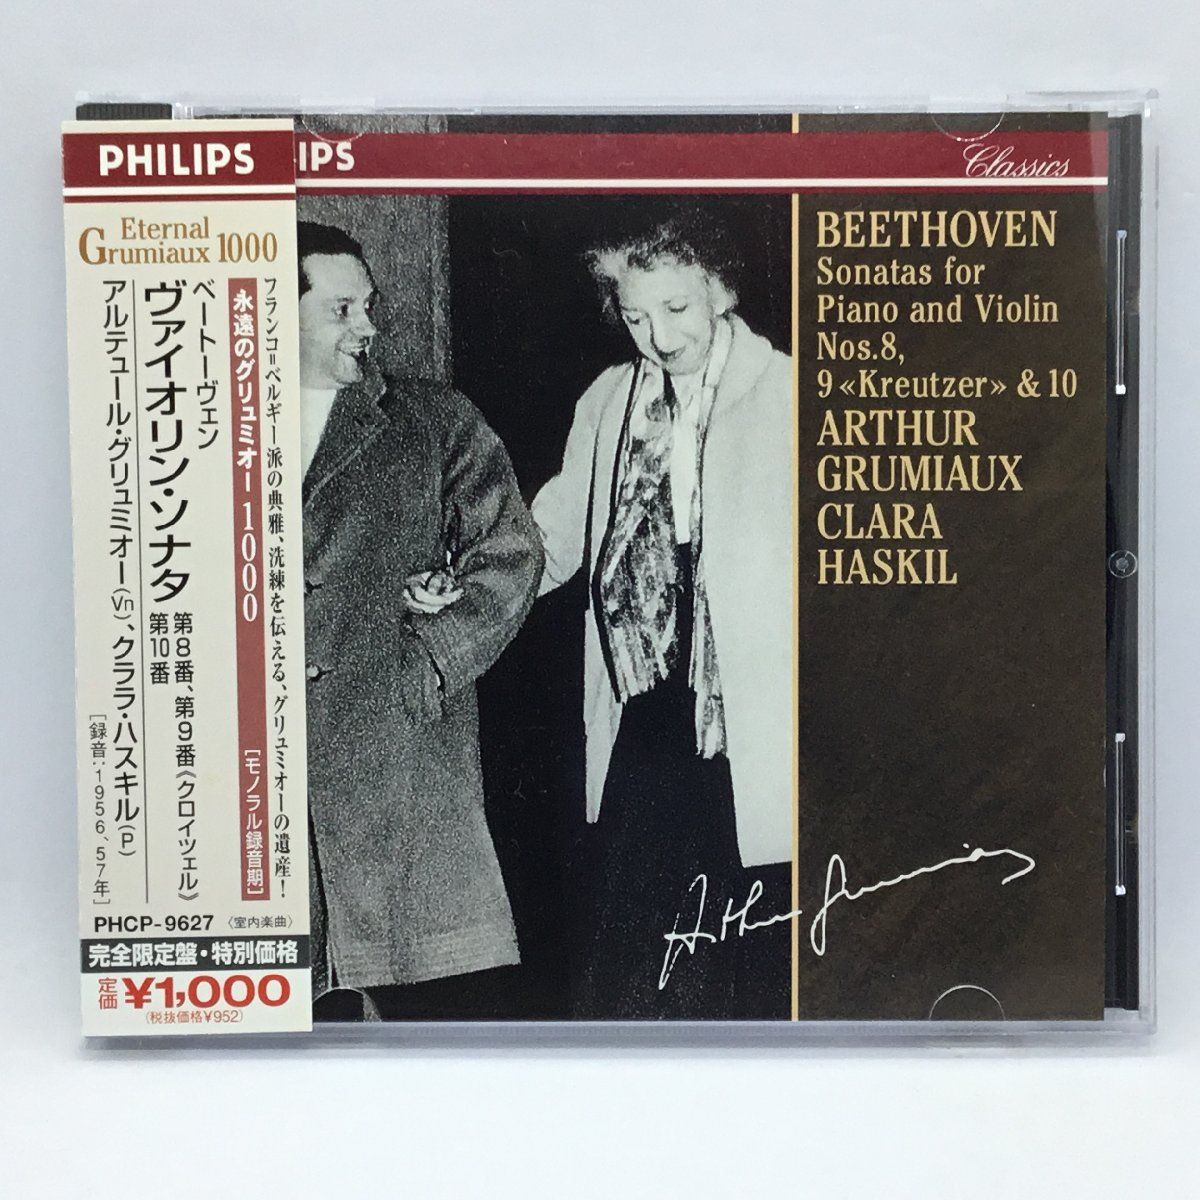 PHILIPS
Eternal
Grumiaux 1000
フランコ=ベルギー派の典雅、洗練を伝える、グリュミオーの遺産!
永遠のグリュミオー1000
[モノラル録音期]
ベートーヴェン
ヴァイオリン・ソナタ
第8番、第9番《クロイツェル》
第10番
アルテュール・グリュミオー(Vn)、クララ・ハスキル(P)
[録音:1956、57年]
PHCP-9627 〈室内楽曲〉
完全限定盤・特別価格
定価 ¥1,000
(税抜価格¥952)
IPS
Classics
BEETHOVEN
Sonatas for
Piano and Violin
Nos.8,
9 «Kreutzer» & 10
ARTHUR
GRUMIAUX
CLARA
HASKIL
Arthur Grumiaux